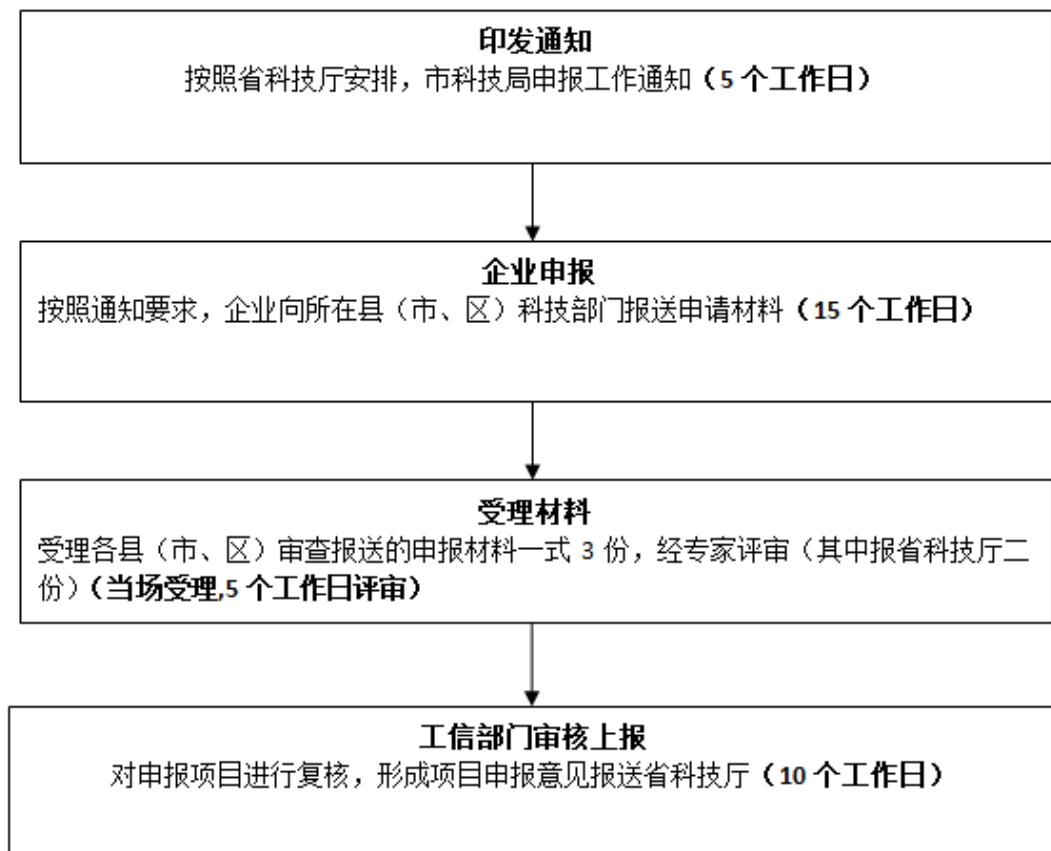 印发通知
按照省科技厅安排，市科技局申报工作通知（5 个工作日）
企业申报
按照通知要求，企业向所在县（市、区）科技部门报送申请材料（15 个工作日）
受理材料
受理各县（市、区）审查报送的申报材料一式 3 份，经专家评审（其中报省科技厅二
份）（当场受理,5 个工作日评审）
工信部门审核上报
对申报项目进行复核，形成项目申报意见报送省科技厅（10 个工作日）